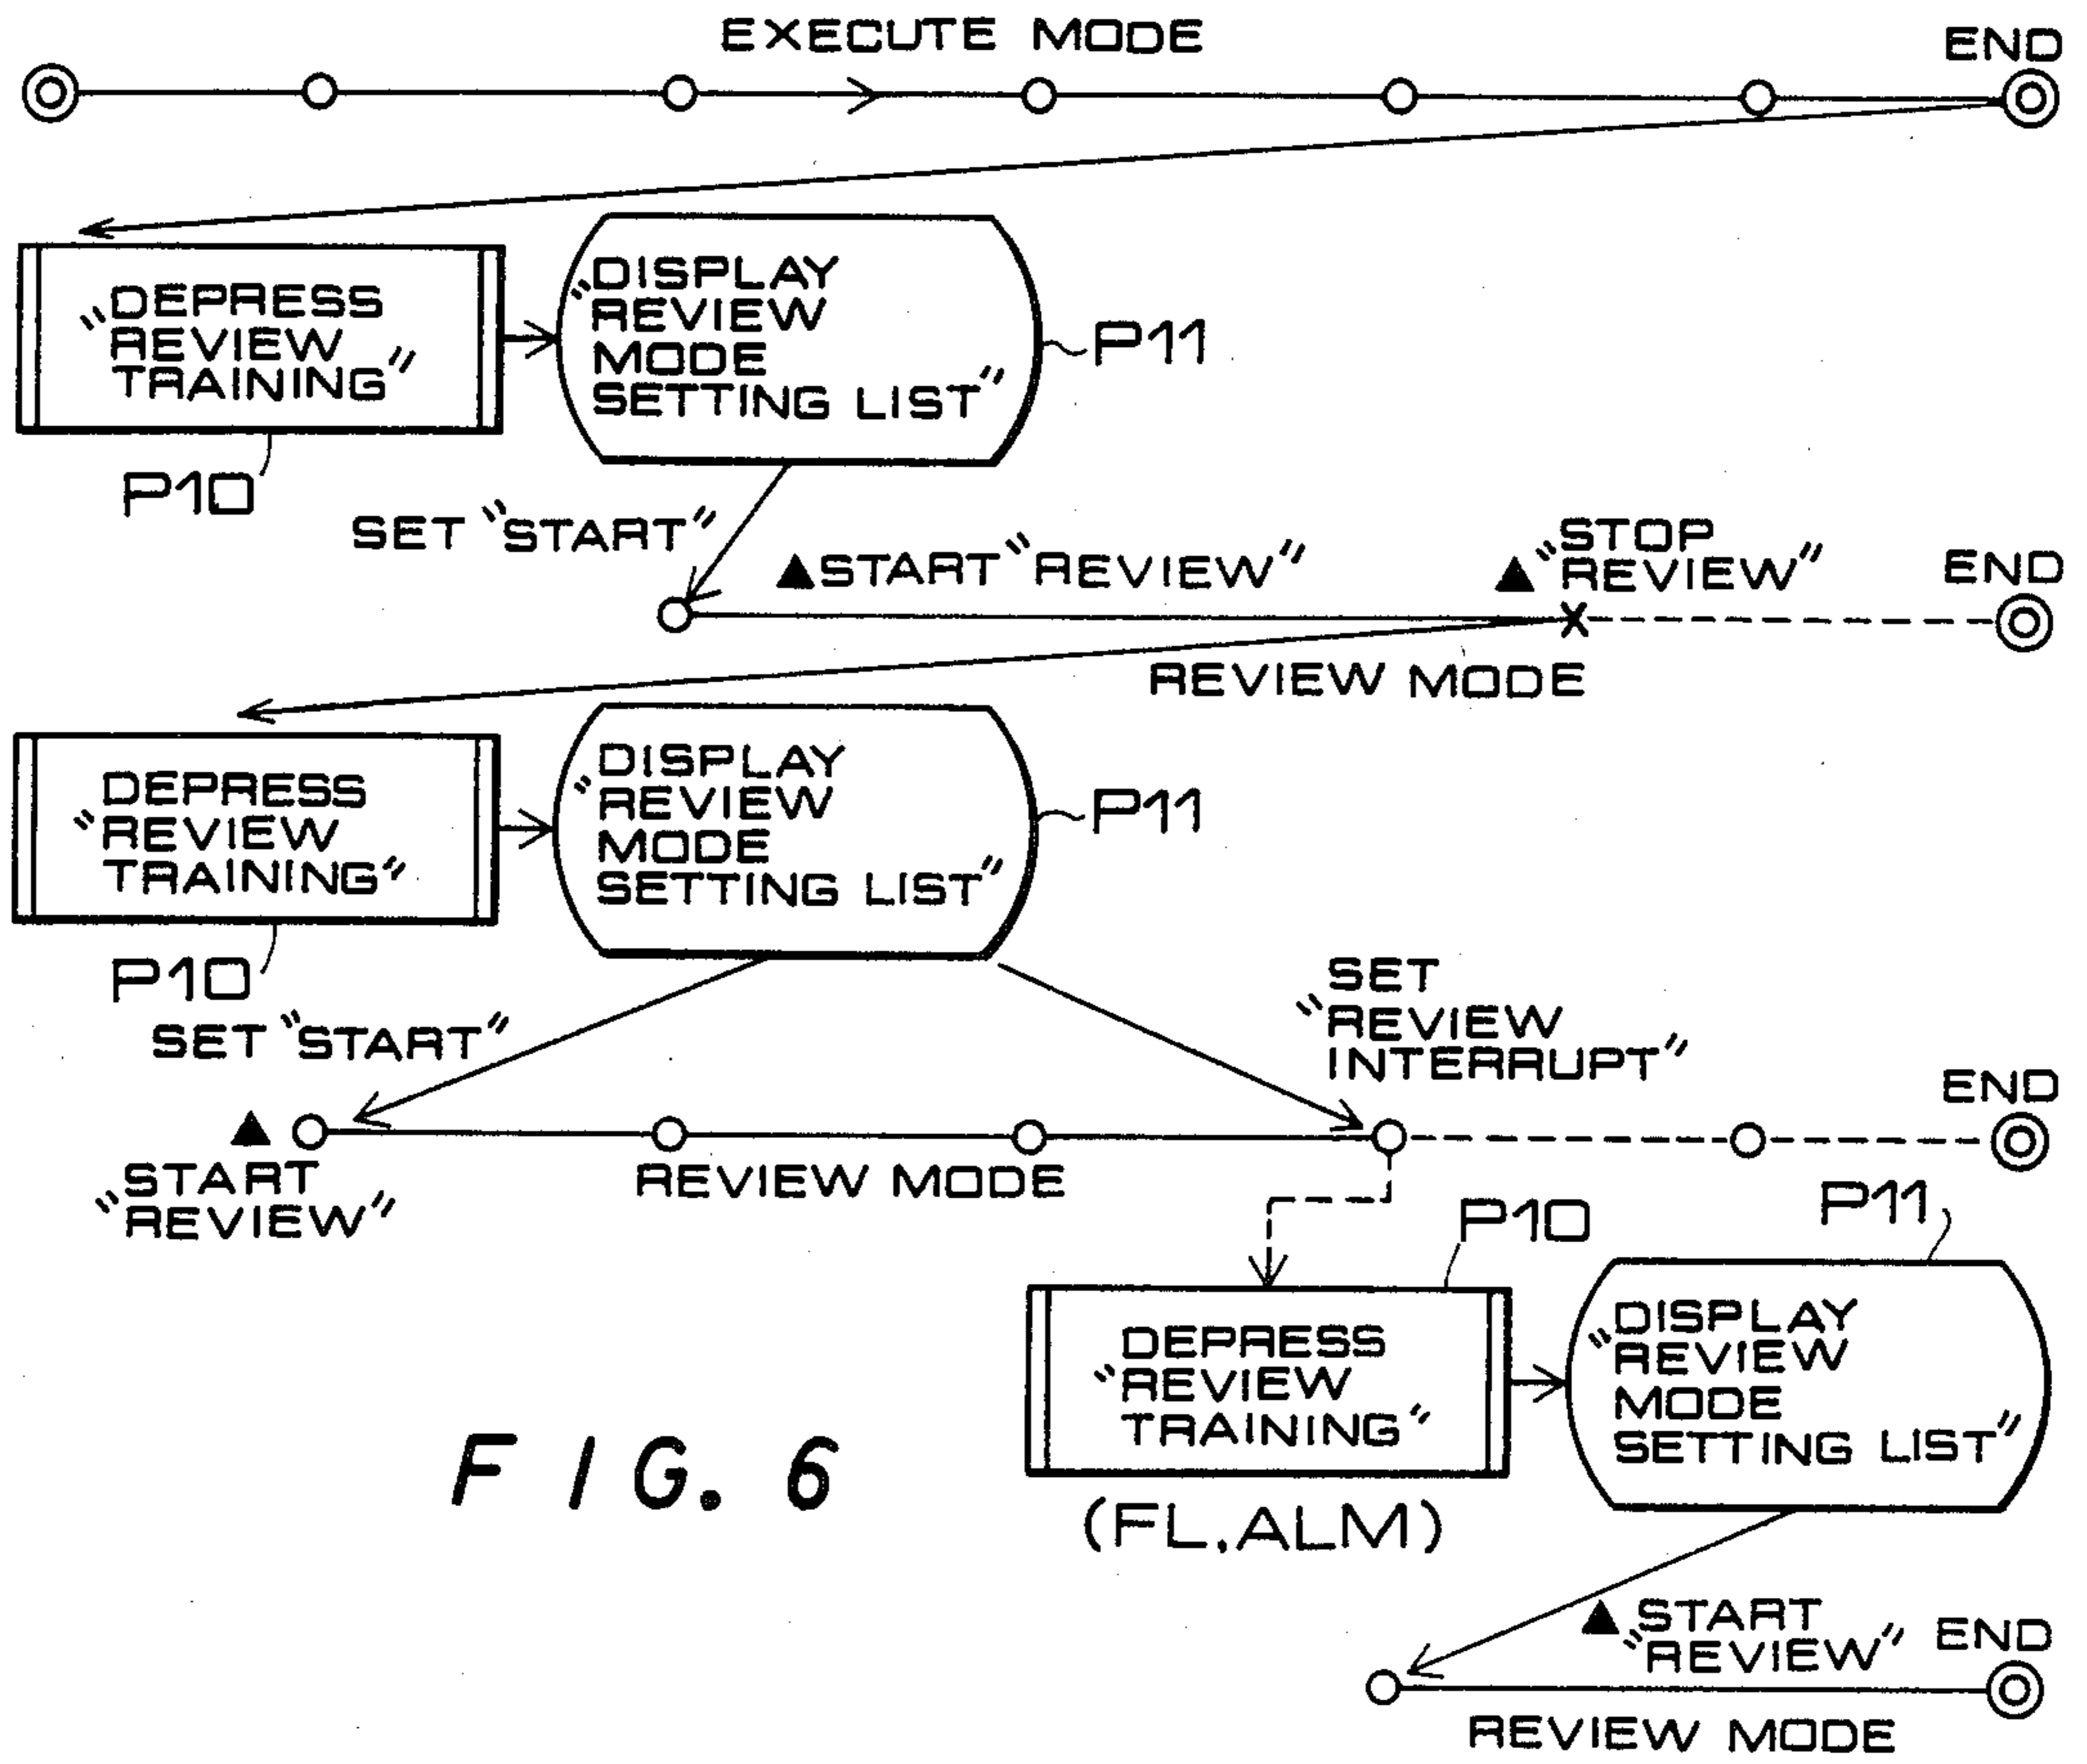 EXECUTE MODE
END
"DEPRESS
REVIEW
TRAINING"
P10
"DISPLAY
REVIEW
MODE
SETTING LIST"
P11
SET "START"
▲START "REVIEW"
▲"STOP
REVIEW"
END
REVIEW MODE
DEPRESS
"REVIEW
TRAINING"
P10
"DISPLAY
REVIEW
MODE
SETTING LIST"
P11
SET "START"
SET
"REVIEW
INTERRUPT"
END
▲
START
"REVIEW"
REVIEW MODE
P10
P11
DEPRESS
"REVIEW
TRAINING"
(FL,ALM)
"DISPLAY
REVIEW
MODE
SETTING LIST"
FIG. 6
▲START
"REVIEW"
END
REVIEW MODE